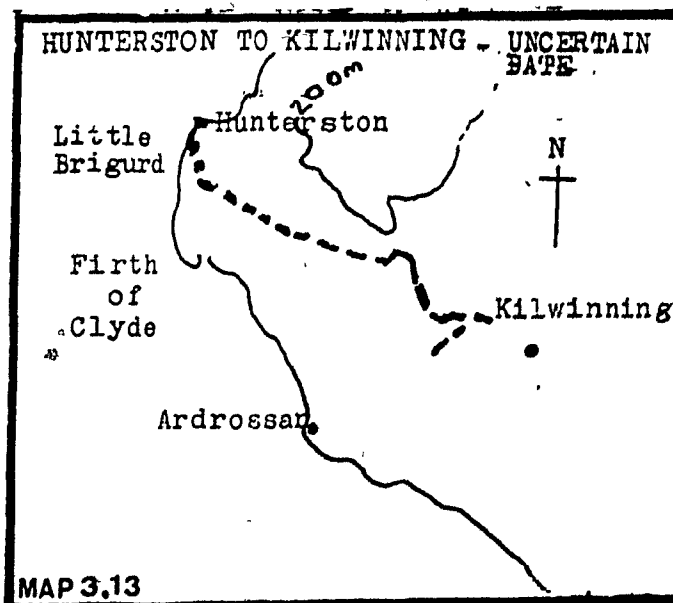 HUNTERSTON TO KILWINNING - UNCERTAIN
DATE
200m
Hunterston
Little
Brigurd
N
Firth
of
Clyde
Kilwinning
Ardrossan
MAP 3.13